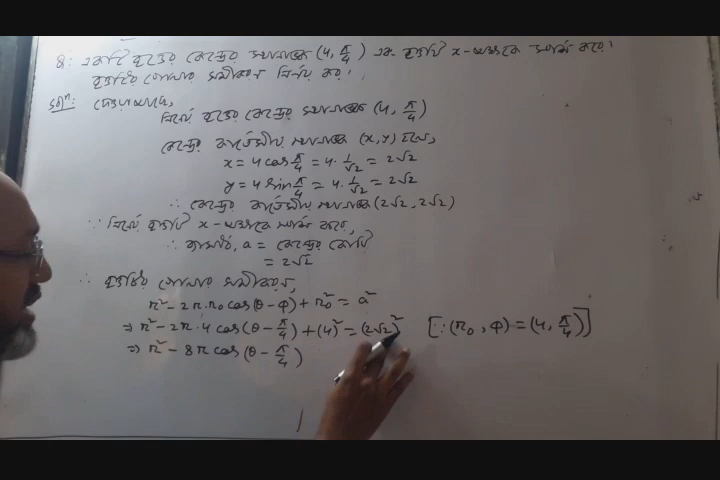 Q: একটি বৃত্তের কেন্দ্রের স্থানাঙ্ক (4, π/4) এবং বৃত্তটি x-অক্ষকে স্পর্শ করে।
বৃত্তটির পোলার সমীকরণ নির্ণয় কর।
Solⁿ: দেওয়া আছে,
নির্ণেয় বৃত্তের কেন্দ্রের স্থানাঙ্ক (4, π/4)
কেন্দ্রের কার্তেসীয় স্থানাঙ্ক (x, y) হলে,
x = 4 cos π/4 = 4 · 1/√2 = 2√2
y = 4 sin π/4 = 4 · 1/√2 = 2√2
∴ কেন্দ্রের কার্তেসীয় স্থানাঙ্ক (2√2, 2√2)
∵ নির্ণেয় বৃত্তটি x-অক্ষকে স্পর্শ করে,
∴ ব্যাসার্ধ, a = কেন্দ্রের কোটি
= 2√2
∴ বৃত্তটির পোলার সমীকরণ,
r² - 2r · r₀ cos(θ - φ) + r₀² = a²
⇒ r² - 2r · 4 cos(θ - π/4) + (4)² = (2√2)² [∵ (r₀, φ) = (4, π/4)]
⇒ r² - 8r cos(θ - π/4)